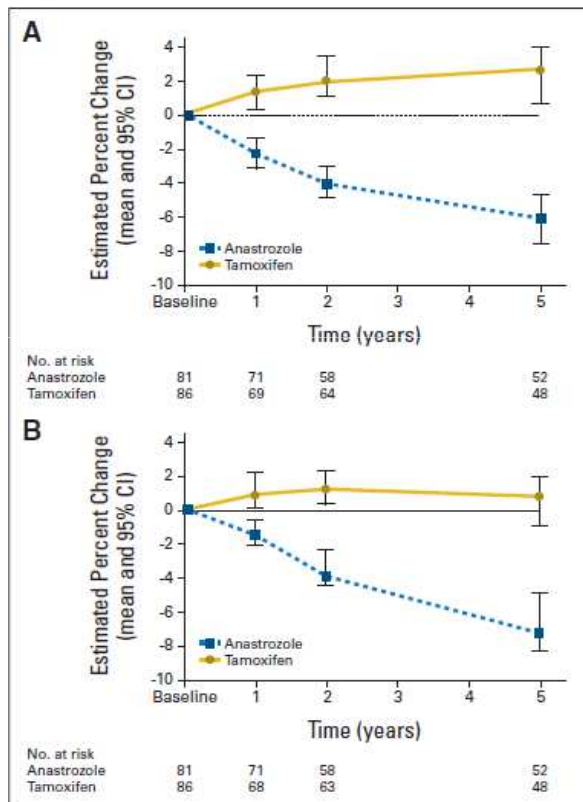 A
Estimated Percent Change
(mean and 95% CI)
4
2
0
-2
-4
-6
-8
-10
Anastrozole
Tamoxifen
Baseline 1 2 3 4 5
Time (years)
No. at risk
Anastrozole 81 71 58 52
Tamoxifen 86 69 64 48
B
Estimated Percent Change
(mean and 95% CI)
4
2
0
-2
-4
-6
-8
-10
Anastrozole
Tamoxifen
Baseline 1 2 3 4 5
Time (years)
No. at risk
Anastrozole 81 71 58 52
Tamoxifen 86 68 63 48